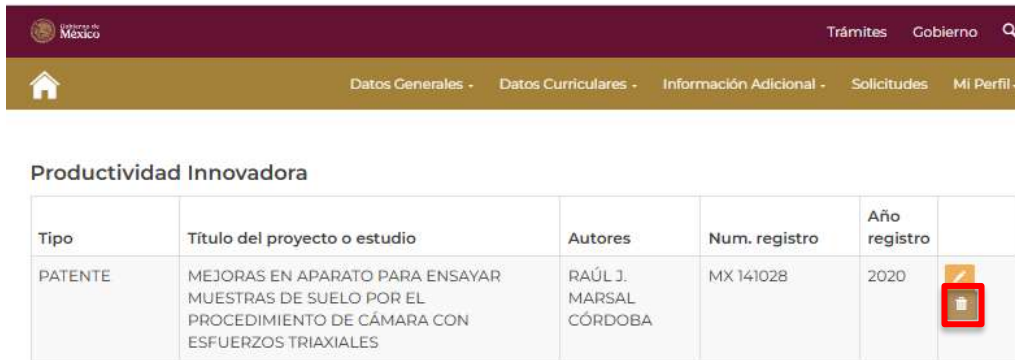 Gobierno de
México
Trámites Gobierno
Datos Generales Datos Curriculares Información Adicional Solicitudes Mi Perfil
Productividad Innovadora
Tipo Título del proyecto o estudio Autores Num. registro Año registro
PATENTE MEJORAS EN APARATO PARA ENSAYAR RAÚL J. MX 141028 2020
MUESTRAS DE SUELO POR EL MARSAL
PROCEDIMIENTO DE CÁMARA CON CÓRDOBA
ESFUERZOS TRIAXIALES